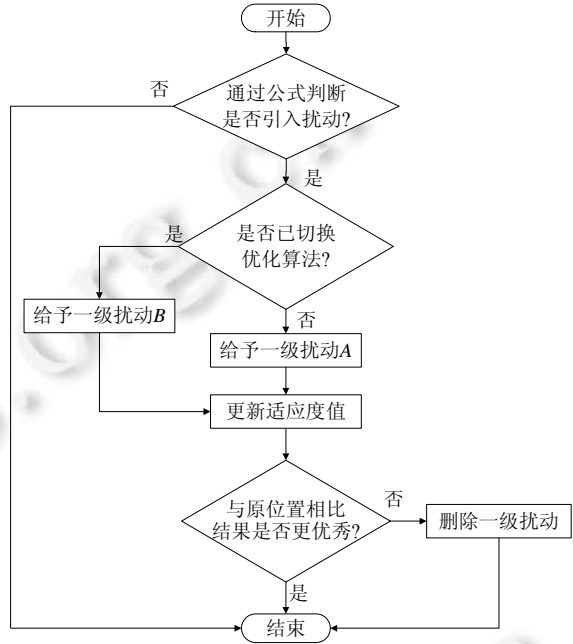 开始
否
通过公式判断
是否引入扰动?
是
是
是否已切换
优化算法?
给予一级扰动B
否
给予一级扰动A
更新适应度值
与原位置相比
结果是否更优秀?
否
删除一级扰动
是
结束